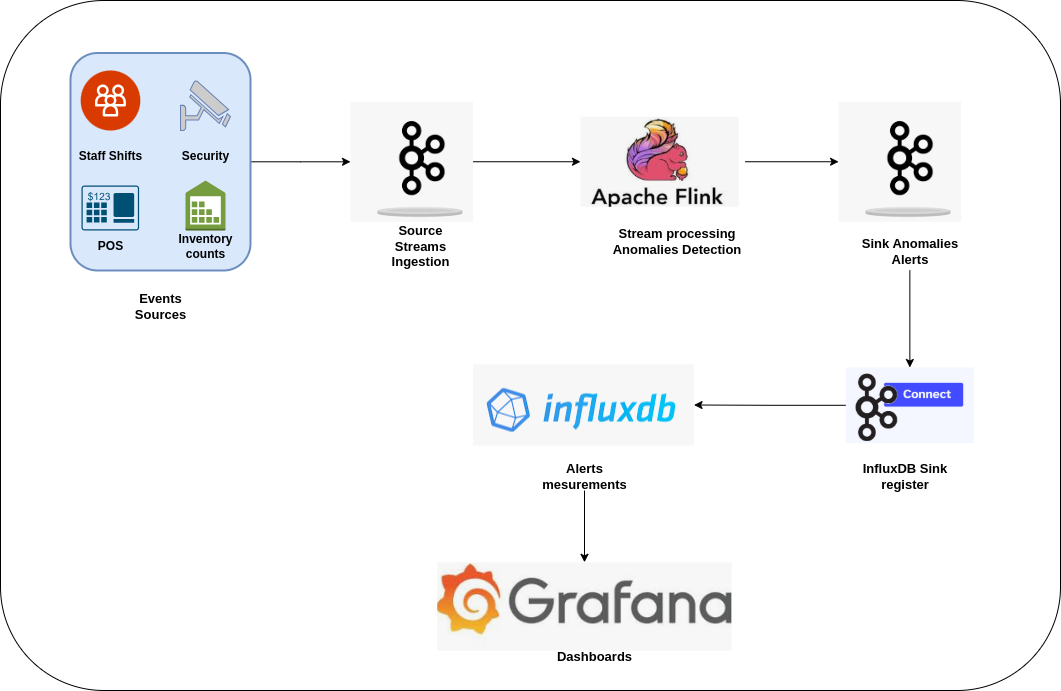 Staff Shifts
Security
$123
POS
Inventory
counts
Events
Sources
Source
Streams
Ingestion
Apache Flink
Stream processing
Anomalies Detection
Sink Anomalies
Alerts
Connect
InfluxDB Sink
register
influxdb
Alerts
mesurements
Grafana
Dashboards